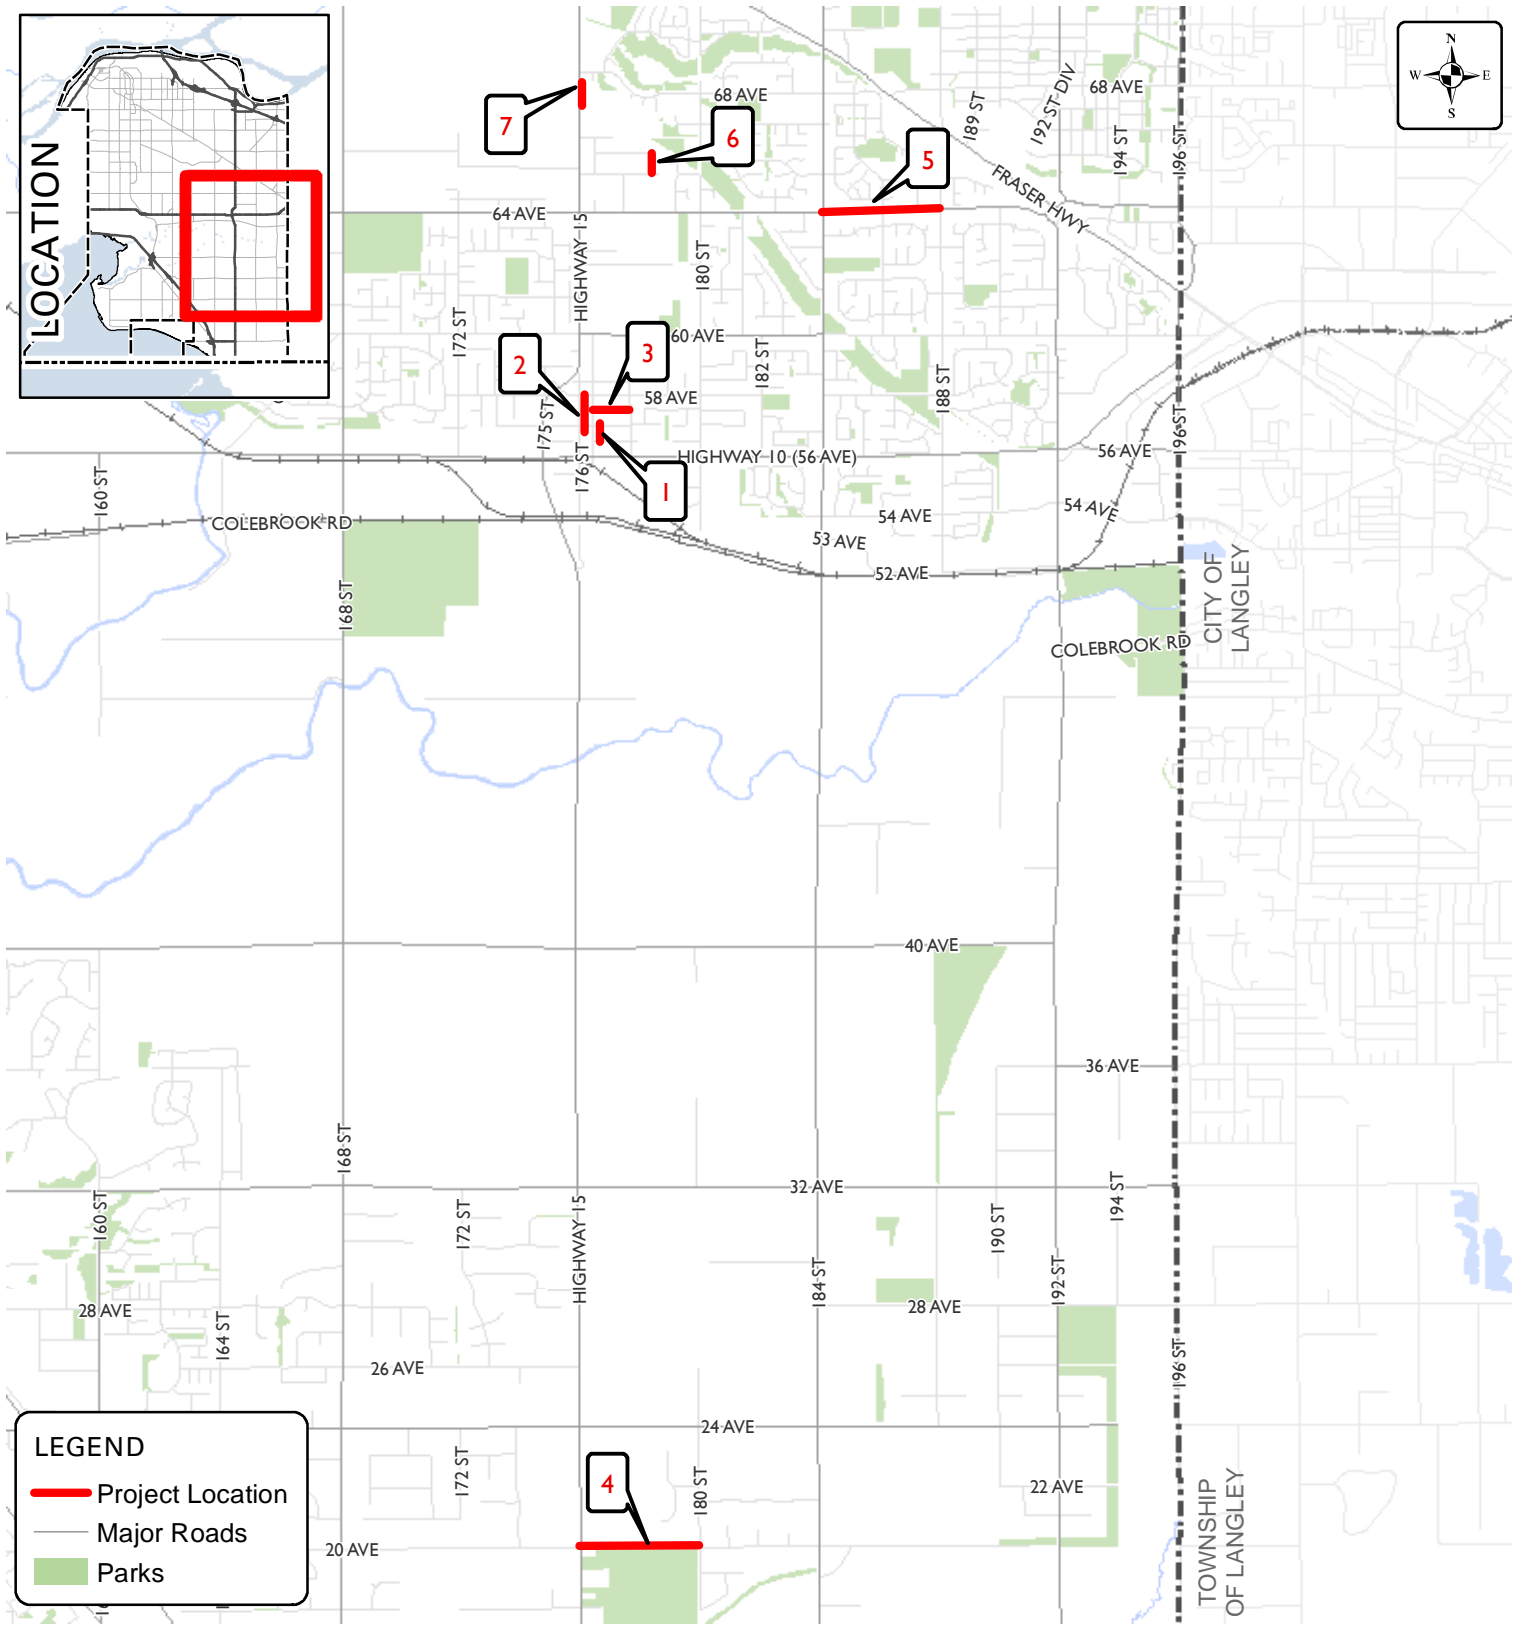 LOCATION
N
W E
S
68 AVE
7
6
189 ST
192 ST DIV
68 AVE
194 ST
196 ST
5
FRASER HWY
64 AVE
HIGHWAY 15
180 ST
172 ST
60 AVE
2
3
182 ST
188 ST
58 AVE
175 ST
176 ST
196 ST
HIGHWAY 10 (56 AVE)
56 AVE
160 ST
1
54 AVE
54 AVE
COLEBROOK RD
53 AVE
52 AVE
168 ST
CITY OF
LANGLEY
COLEBROOK RD
40 AVE
36 AVE
168 ST
32 AVE
160 ST
172 ST
HIGHWAY 15
190 ST
194 ST
184 ST
192 ST
28 AVE
28 AVE
164 ST
26 AVE
196 ST
24 AVE
172 ST
4
180 ST
22 AVE
20 AVE
TOWNSHIP
OF LANGLEY
LEGEND
Project Location
Major Roads
Parks